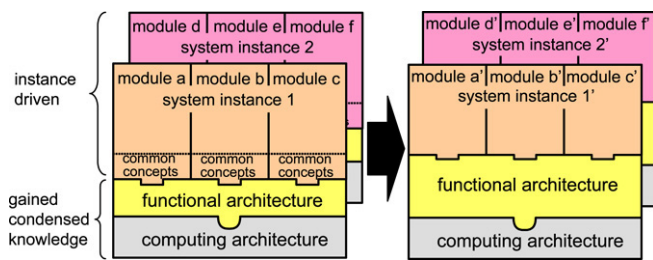 module d module e module f
system instance 2
module a module b module c
system instance 1
common concepts common concepts common concepts
functional architecture
computing architecture
instance driven
gained condensed knowledge
module d' module e' module f'
system instance 2'
module a' module b' module c'
system instance 1'
functional architecture
computing architecture